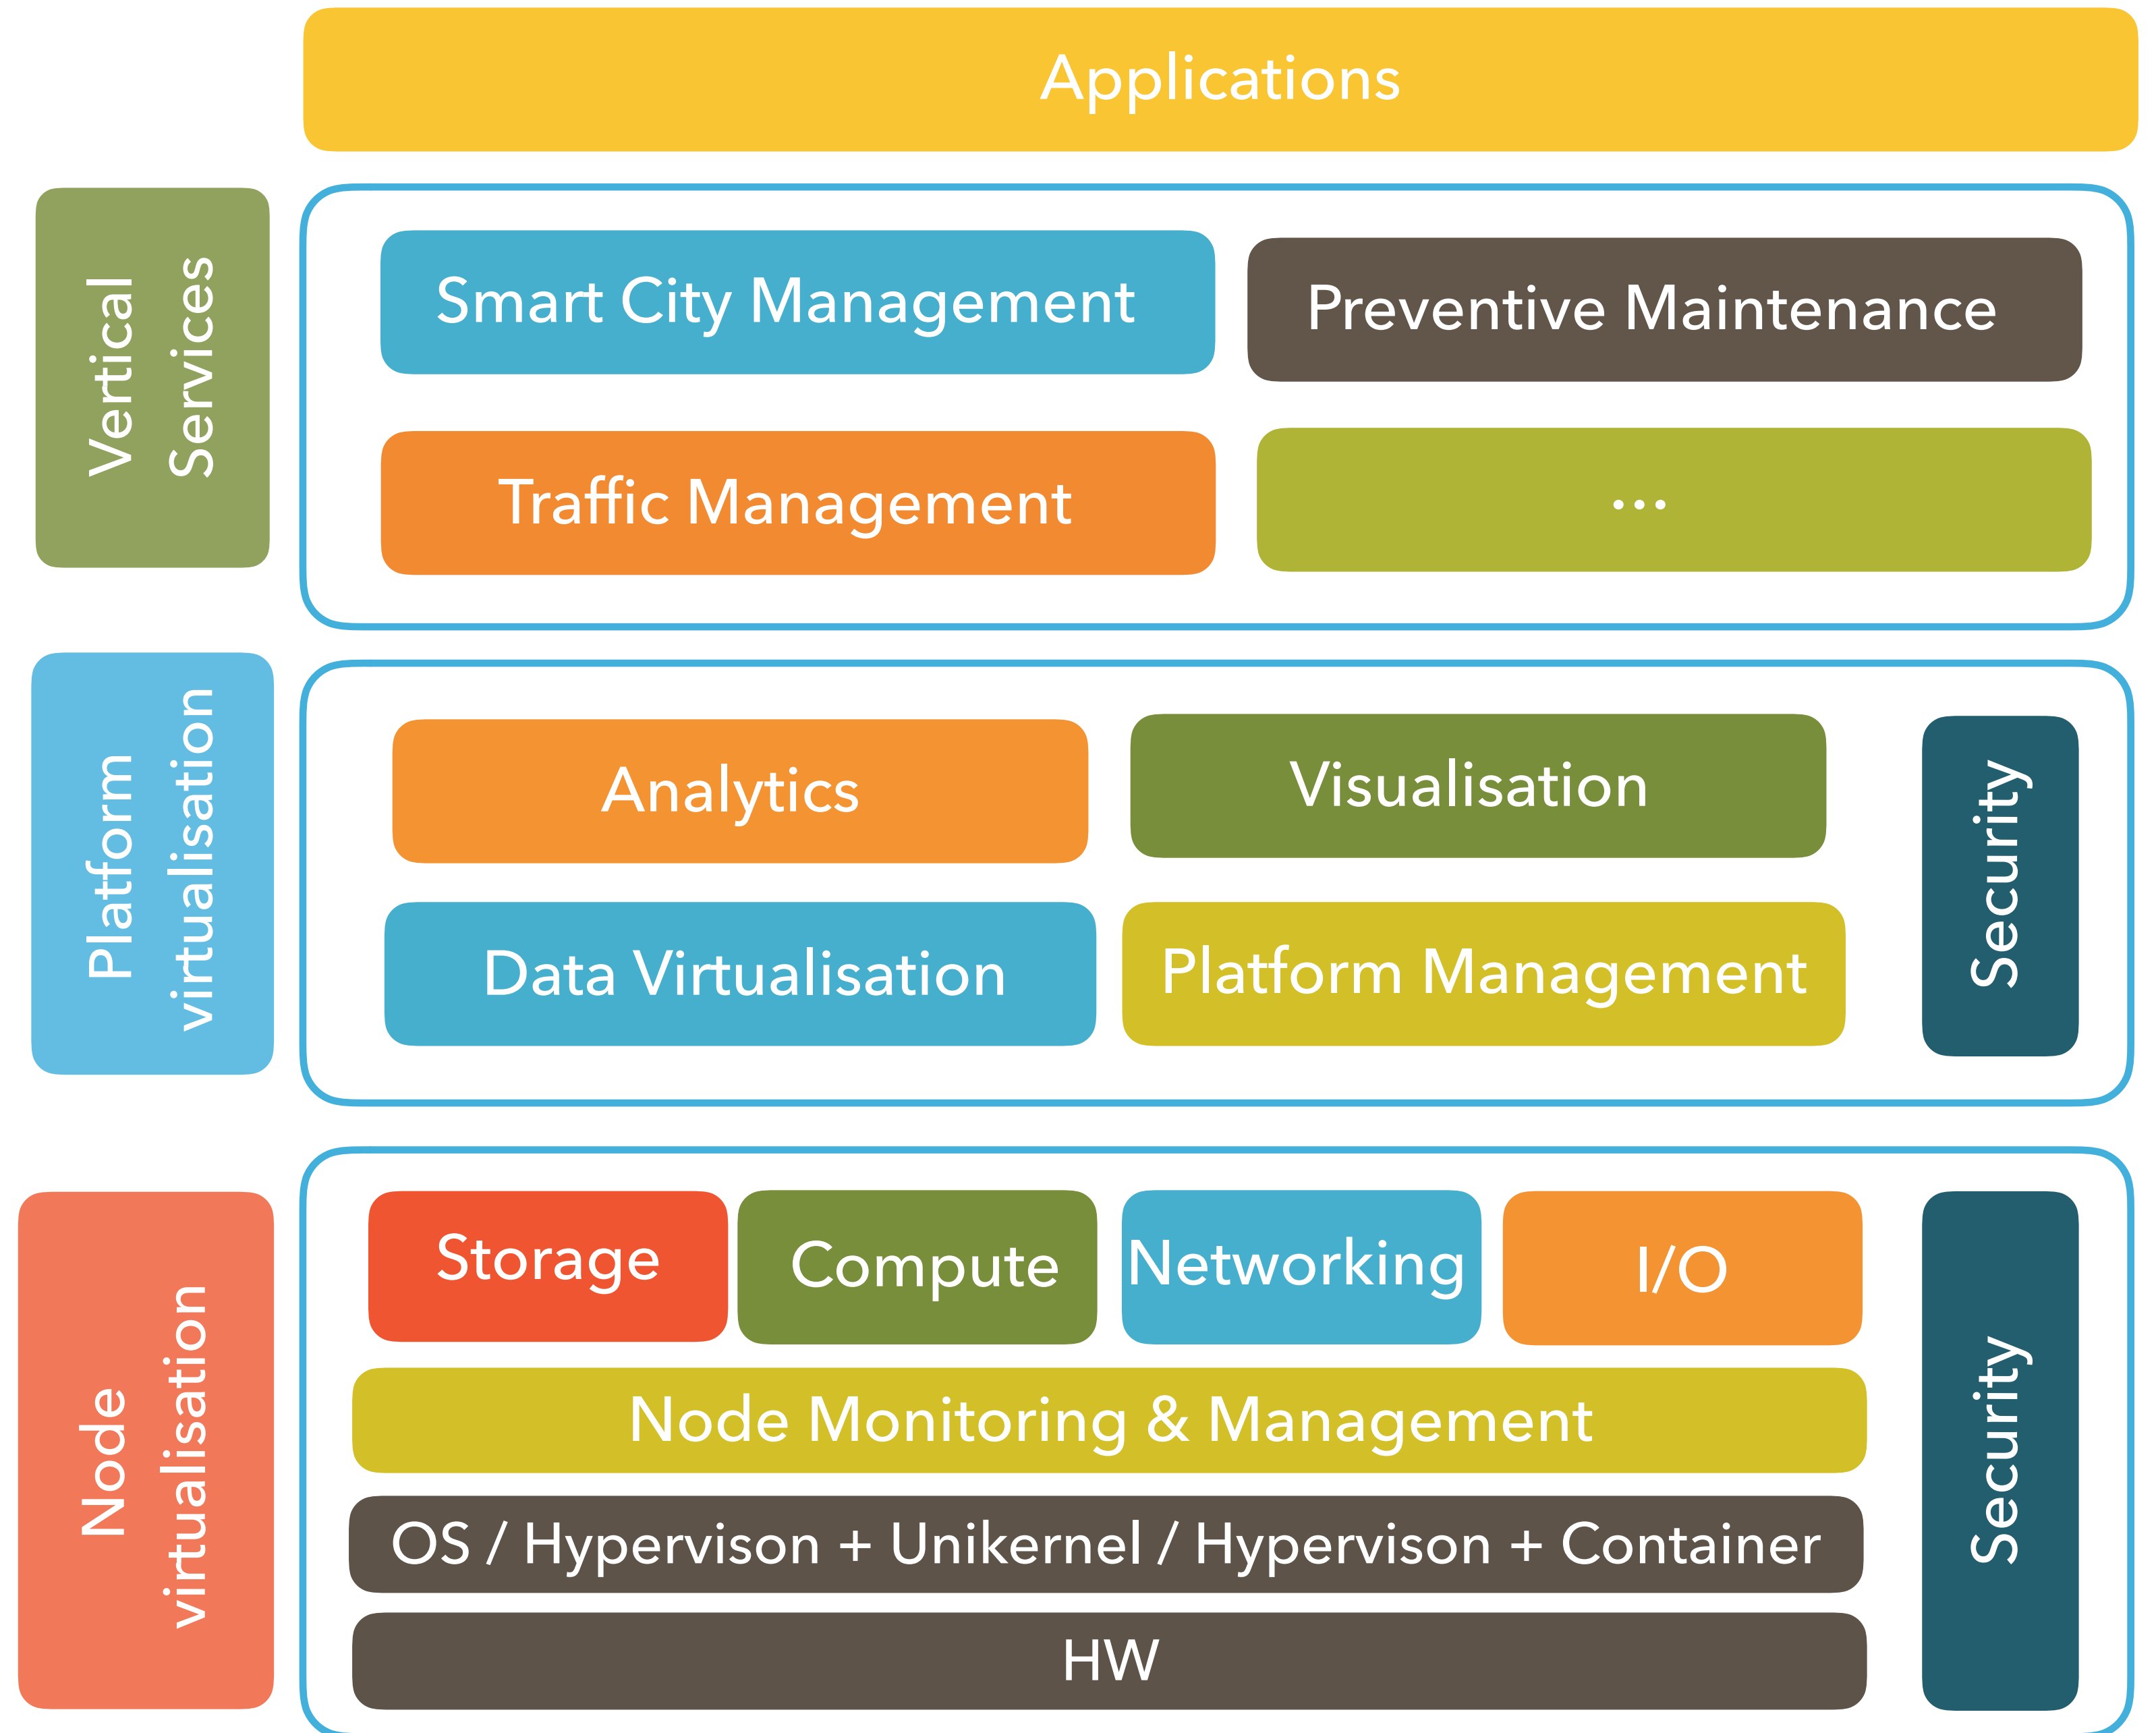 Applications
Vertical
Services
Smart City Management
Preventive Maintenance
Traffic Management
...
Platform
virtualisation
Analytics
Visualisation
Data Virtualisation
Platform Management
Security
Node
virtualisation
Storage
Compute
Networking
I/O
Node Monitoring & Management
OS / Hypervison + Unikernel / Hypervison + Container
HW
Security